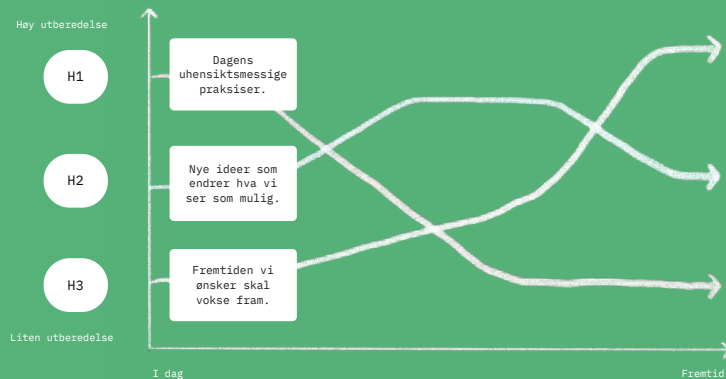 Høy utberedelse
H1
Dagens
uhensiktsmessige
praksiser.
H2
Nye ideer som
endrer hva vi
ser som mulig.
H3
Fremtiden vi
ønsker skal
vokse fram.
Liten utberedelse
I dag
Fremtid